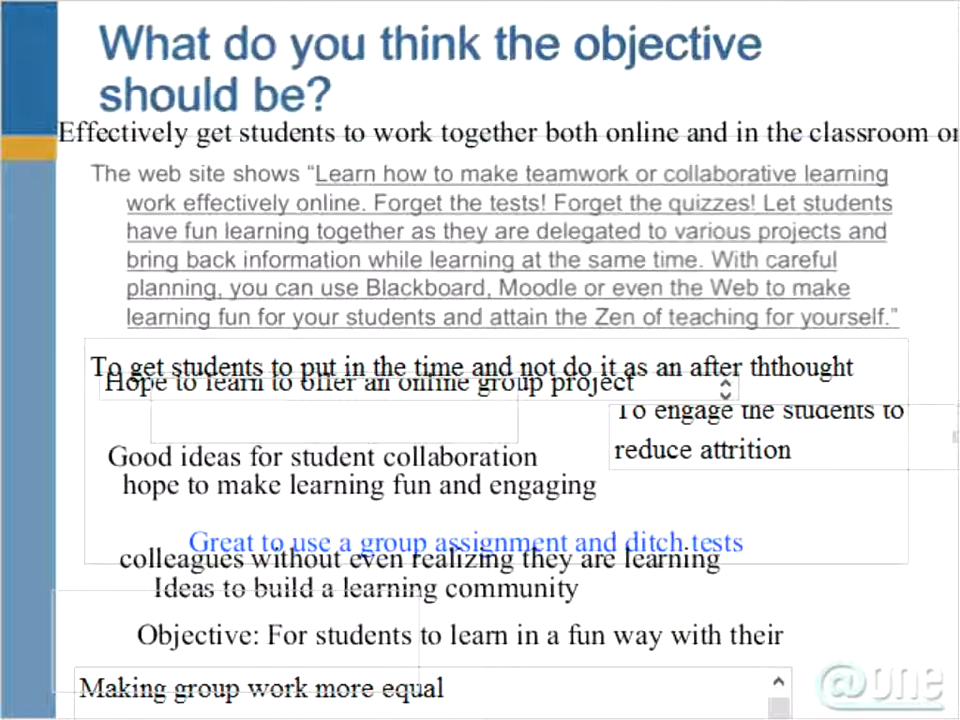 What do you think the objective
should be?
Effectively get students to work together both online and in the classroom or
The web site shows “Learn how to make teamwork or collaborative learning
work effectively online. Forget the tests! Forget the quizzes! Let students
have fun learning together as they are delegated to various projects and
bring back information while learning at the same time. With careful
planning, you can use Blackboard, Moodle or even the Web to make
learning fun for your students and attain the Zen of teaching for yourself.”
To get students to put in the time and not do it as an after ththought
Hope to learn to offer an online group project
To engage the students to
reduce attrition
Good ideas for student collaboration
hope to make learning fun and engaging
Great to use a group assignment and ditch tests
colleagues without even realizing they are learning
Ideas to build a learning community
Objective: For students to learn in a fun way with their
Making group work more equal
@one